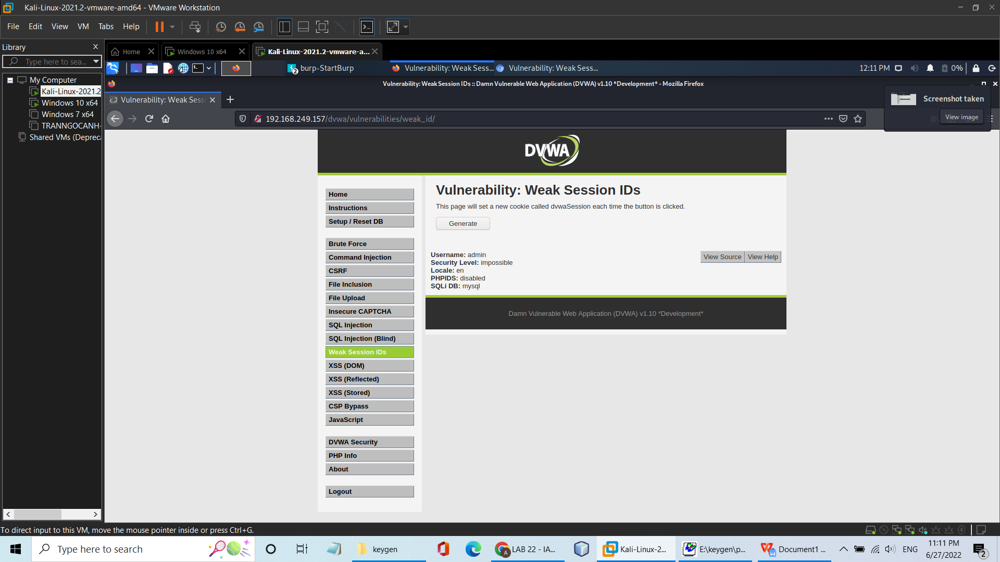 Kali-Linux-2021.2-vmware-amd64 - VMware Workstation
File Edit View VM Tabs Help
Library
Type here to sea...
My Computer
Kali-Linux-2021.2
Windows 10 x64
Windows 7 x64
TRANNGOCANH-
Shared VMs (Depreca
Home
Windows 10 x64
Kali-Linux-2021.2-vmware-a...
burp-StartBurp
Vulnerability: Weak Sess...
Vulnerability: Weak Sess...
12:11 PM
0%
Vulnerability: Weak Session IDs :: Damn Vulnerable Web Application (DVWA) v1.10 *Development* - Mozilla Firefox
Vulnerability: Weak Sessi
Screenshot taken
View image
192.168.249.157/dvwa/vulnerabilities/weak_id/
DVWA
Home
Instructions
Setup / Reset DB
Brute Force
Command Injection
CSRF
File Inclusion
File Upload
Insecure CAPTCHA
SQL Injection
SQL Injection (Blind)
Weak Session IDs
XSS (DOM)
XSS (Reflected)
XSS (Stored)
CSP Bypass
JavaScript
DVWA Security
PHP Info
About
Logout
Vulnerability: Weak Session IDs
This page will set a new cookie called dvwaSession each time the button is clicked.
Generate
Username: admin
Security Level: impossible
Locale: en
PHPIDS: disabled
SQLi DB: mysql
View Source View Help
Damn Vulnerable Web Application (DVWA) v1.10 *Development*
To direct input to this VM, move the mouse pointer inside or press Ctrl+G.
Type here to search
keygen
LAB 22 - IA...
Kali-Linux-2...
E:\keygen\p...
Document1 ...
ENG
11:11 PM
6/27/2022
2